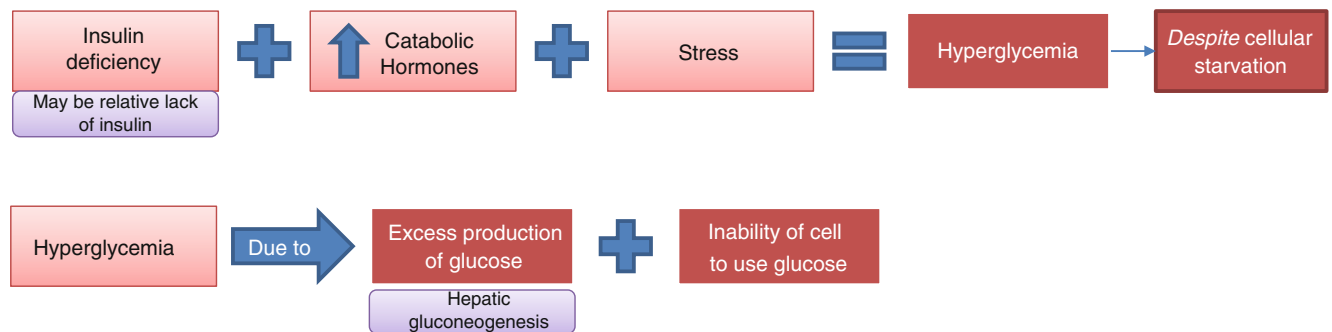 Insulin
deficiency
May be relative lack
of insulin
Catabolic
Hormones
Stress
Hyperglycemia
Despite cellular
starvation
Hyperglycemia
Due to
Excess production
of glucose
Hepatic
gluconeogenesis
Inability of cell
to use glucose